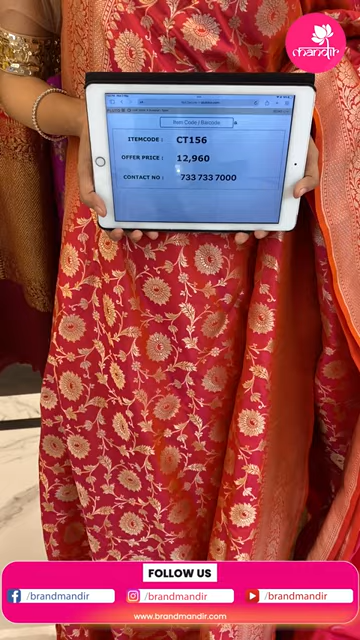 mandir
Item Code / Barcode
ITEMCODE : CT156
OFFER PRICE : 12,960
CONTACT NO : 733 733 7000
FOLLOW US
/brandmandir /brandmandir /brandmandir
www.brandmandir.com